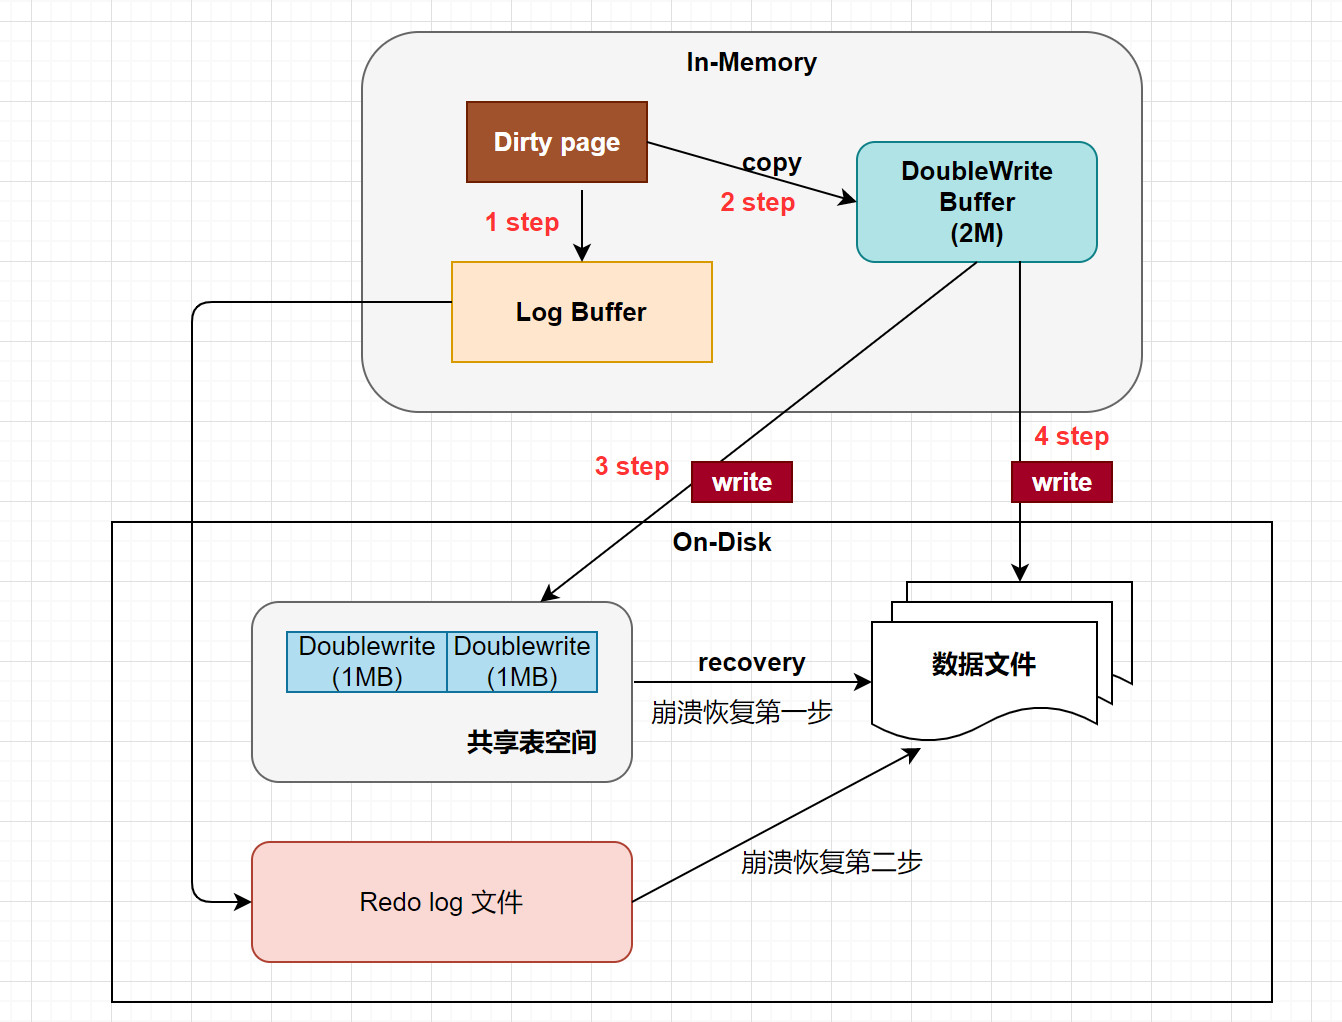 In-Memory
Dirty page
copy
2 step
DoubleWrite
Buffer
(2M)
1 step
Log Buffer
4 step
3 step
write
write
On-Disk
Doublewrite
(1MB)
Doublewrite
(1MB)
共享表空间
recovery
崩溃恢复第一步
数据文件
崩溃恢复第二步
Redo log 文件